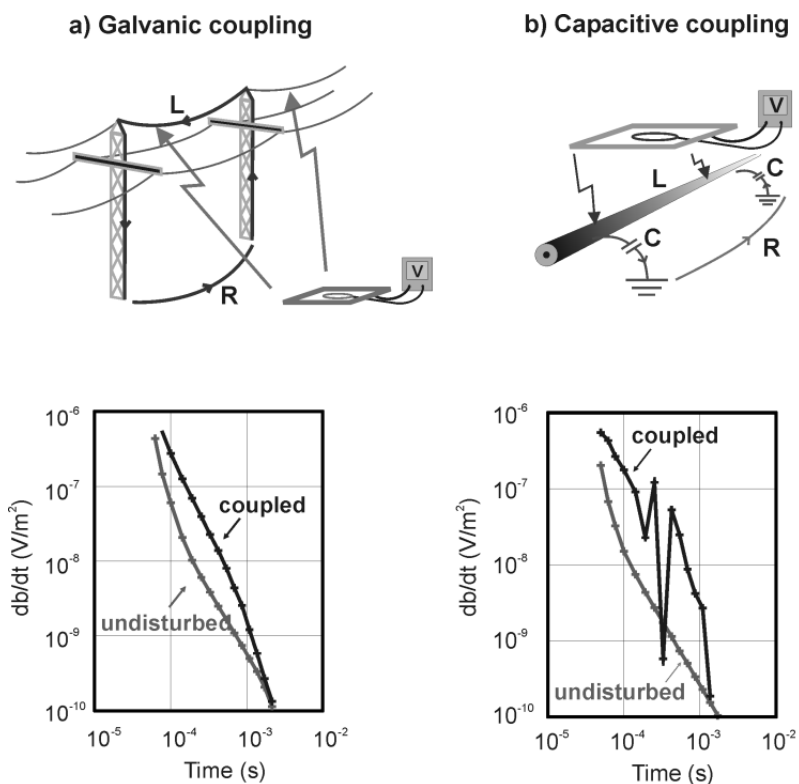 a) Galvanic coupling
L
R
V
b) Capacitive coupling
V
L
C
C
R
10⁻⁶
10⁻⁷
10⁻⁸
10⁻⁹
10⁻¹⁰
db/dt (V/m²)
coupled
undisturbed
10⁻⁵
10⁻⁴
10⁻³
10⁻²
Time (s)
10⁻⁶
10⁻⁷
10⁻⁸
10⁻⁹
10⁻¹⁰
db/dt (V/m²)
coupled
undisturbed
10⁻⁵
10⁻⁴
10⁻³
10⁻²
Time (s)